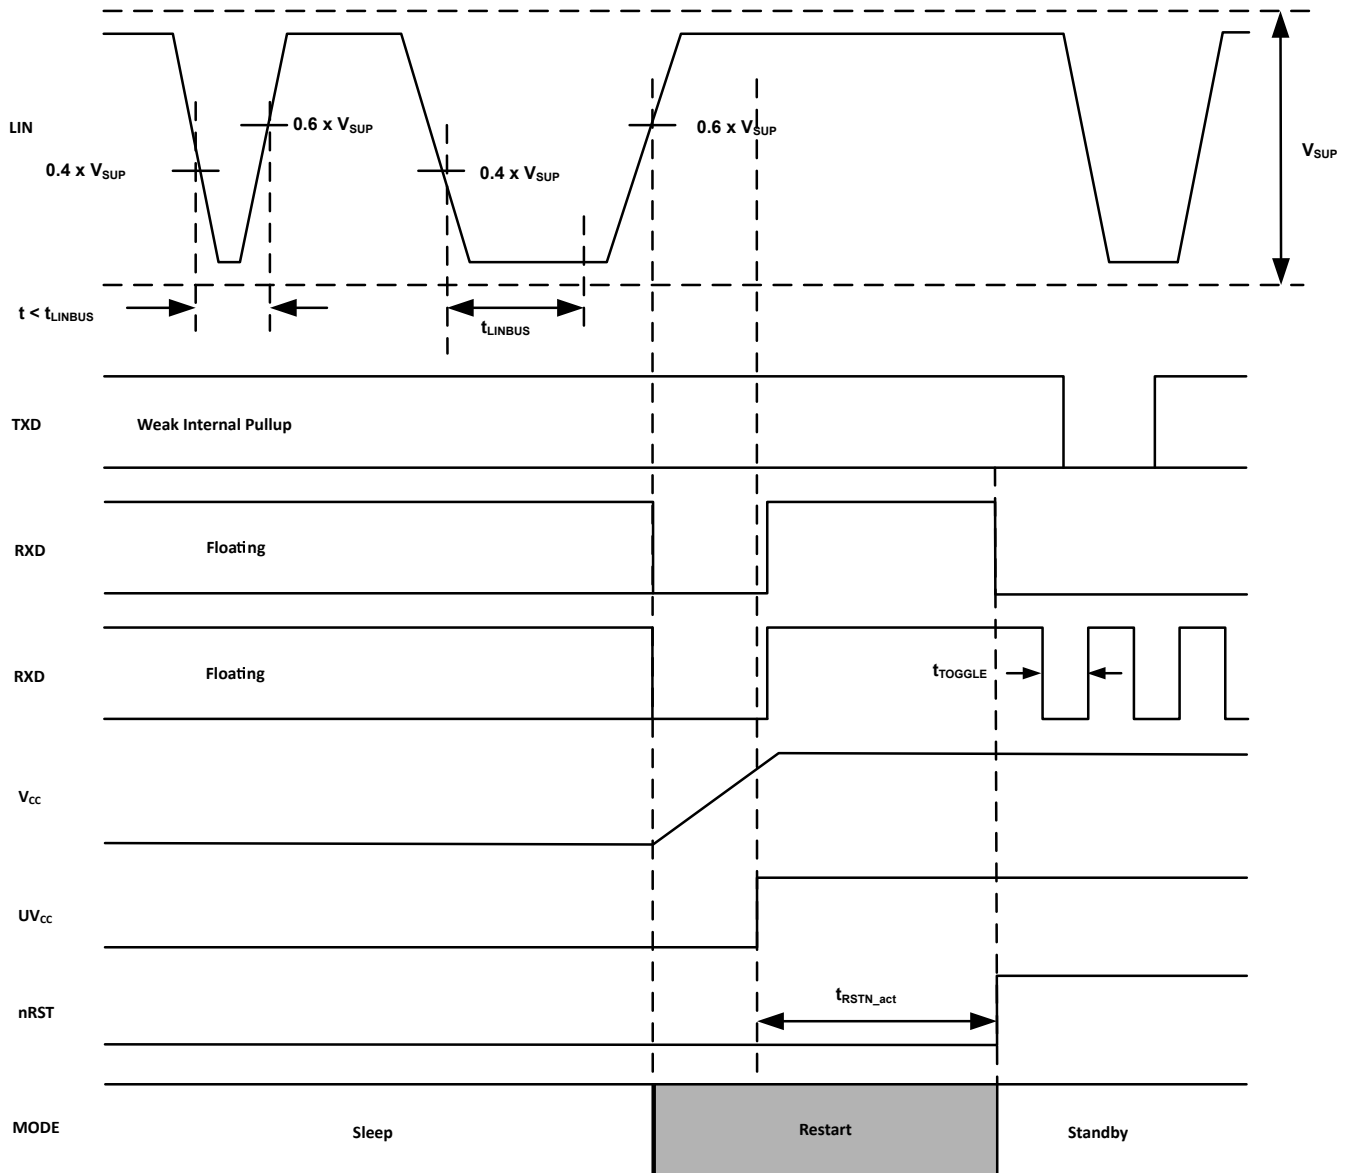 LIN
0.6 x VSUP
0.6 x VSUP
0.4 x VSUP
0.4 x VSUP
VSUP
t < tLINBUS
tLINBUS
TXD
Weak Internal Pullup
RXD
Floating
RXD
Floating
tTOGGLE
VCC
UVCC
nRST
tRSTN_act
MODE
Sleep
Restart
Standby